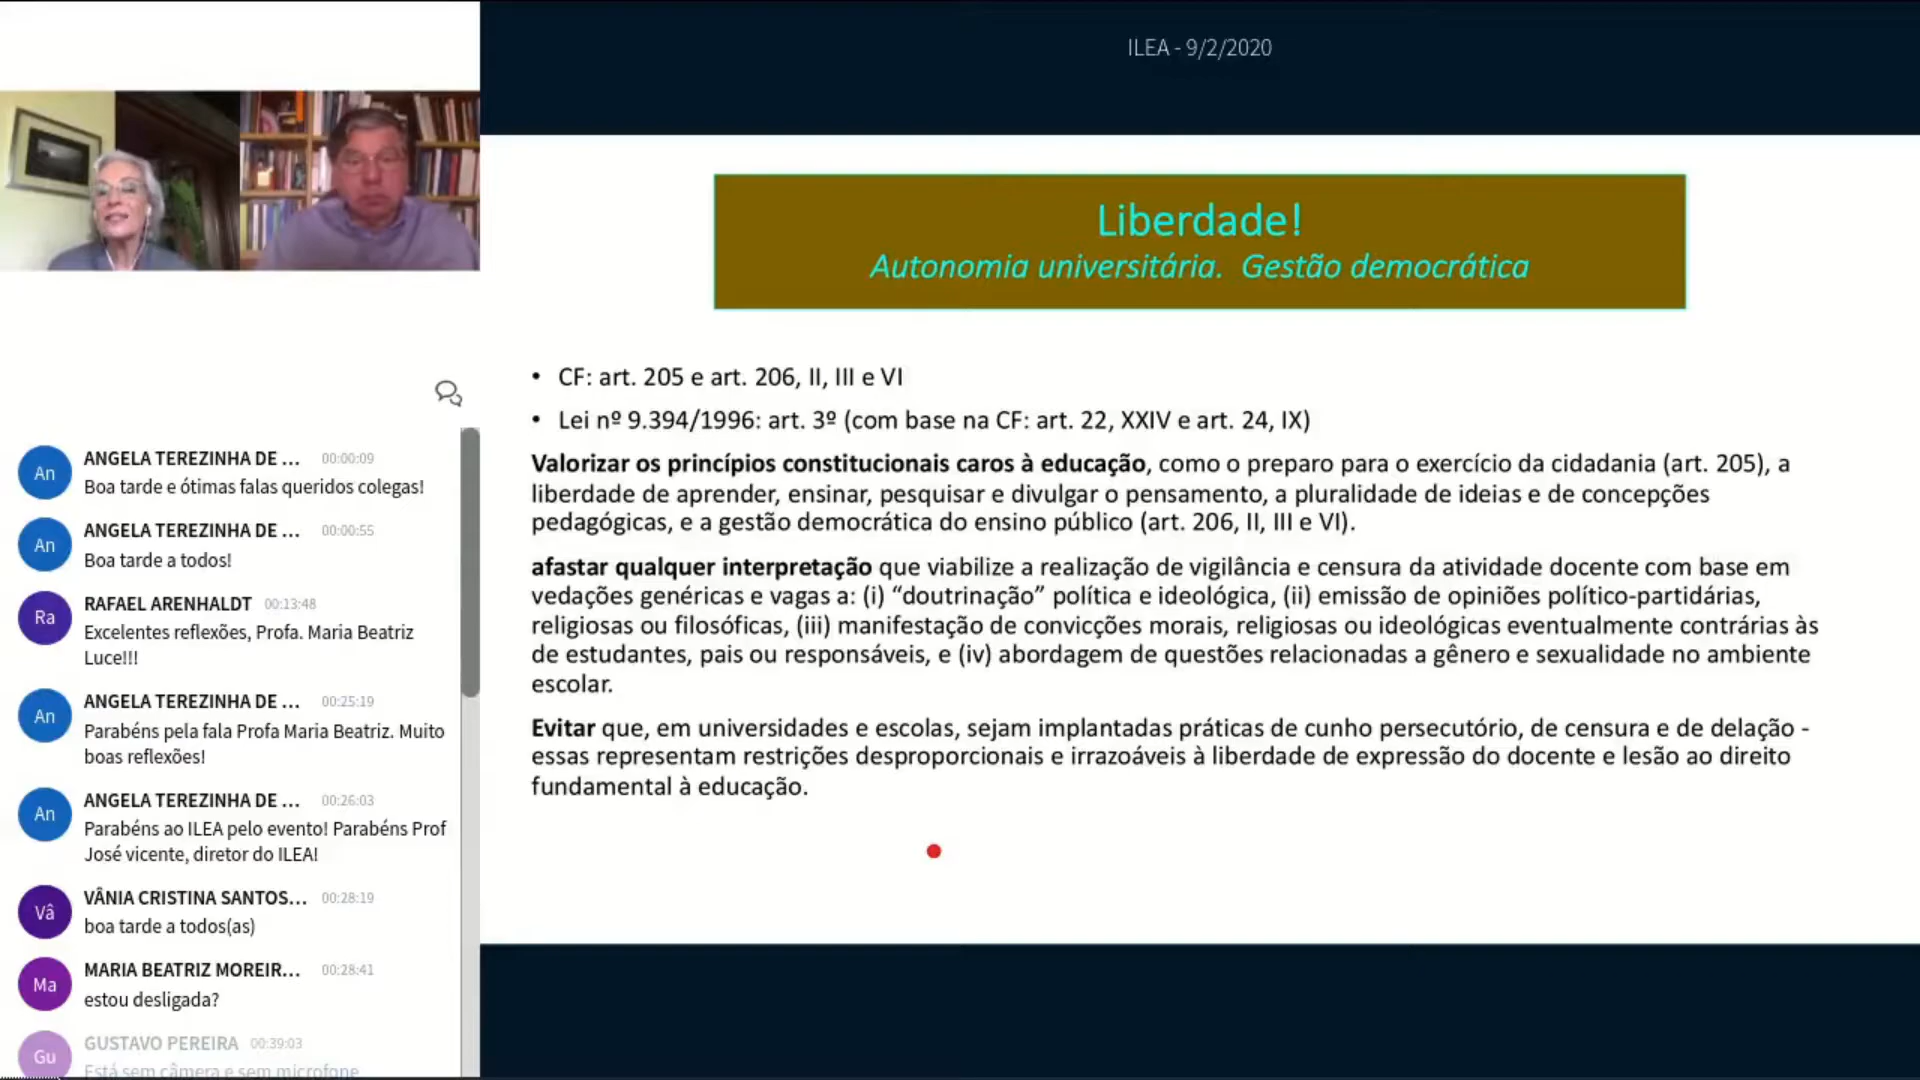 ILEA - 9/2/2020
Liberdade!
Autonomia universitária. Gestão democrática
• CF: art. 205 e art. 206, II, III e VI
• Lei nº 9.394/1996: art. 3º (com base na CF: art. 22, XXIV e art. 24, IX)
Valorizar os princípios constitucionais caros à educação, como o preparo para o exercício da cidadania (art. 205), a
liberdade de aprender, ensinar, pesquisar e divulgar o pensamento, a pluralidade de ideias e de concepções
pedagógicas, e a gestão democrática do ensino público (art. 206, II, III e VI).
afastar qualquer interpretação que viabilize a realização de vigilância e censura da atividade docente com base em
vedações genéricas e vagas a: (i) “doutrinação” política e ideológica, (ii) emissão de opiniões político-partidárias,
religiosas ou filosóficas, (iii) manifestação de convicções morais, religiosas ou ideológicas eventualmente contrárias às
de estudantes, pais ou responsáveis, e (iv) abordagem de questões relacionadas a gênero e sexualidade no ambiente
escolar.
Evitar que, em universidades e escolas, sejam implantadas práticas de cunho persecutório, de censura e de delação -
essas representam restrições desproporcionais e irrazoáveis à liberdade de expressão do docente e lesão ao direito
fundamental à educação.
An
ANGELA TEREZINHA DE ... 00:00:09
Boa tarde e ótimas falas queridos colegas!
An
ANGELA TEREZINHA DE ... 00:00:55
Boa tarde a todos!
Ra
RAFAEL ARENHALDT 00:13:48
Excelentes reflexões, Profa. Maria Beatriz
Luce!!!
An
ANGELA TEREZINHA DE ... 00:25:19
Parabéns pela fala Profa Maria Beatriz. Muito
boas reflexões!
An
ANGELA TEREZINHA DE ... 00:26:03
Parabéns ao ILEA pelo evento! Parabéns Prof
José vicente, diretor do ILEA!
Vâ
VÂNIA CRISTINA SANTOS... 00:28:19
boa tarde a todos(as)
Ma
MARIA BEATRIZ MOREIR... 00:28:41
estou desligada?
Gu
GUSTAVO PEREIRA 00:39:03
Está sem câmera e sem microfone